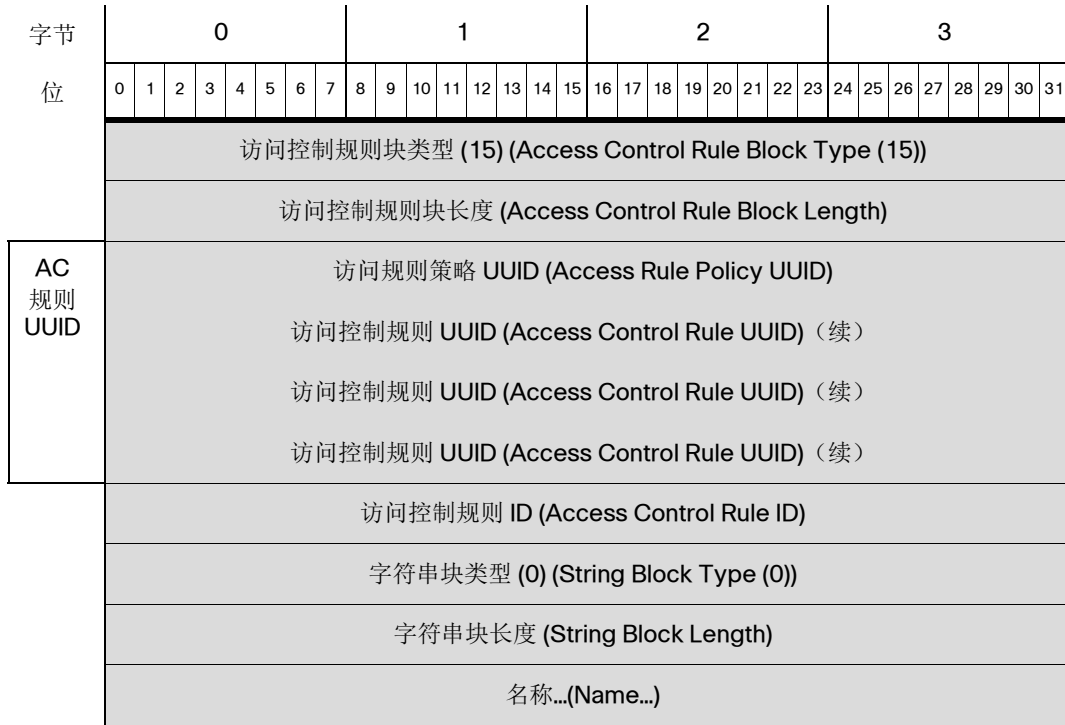 字节 0 1 2 3
位 0 1 2 3 4 5 6 7 8 9 10 11 12 13 14 15 16 17 18 19 20 21 22 23 24 25 26 27 28 29 30 31
访问控制规则块类型 (15) (Access Control Rule Block Type (15))
访问控制规则块长度 (Access Control Rule Block Length)
AC
规则
UUID
访问规则策略 UUID (Access Rule Policy UUID)
访问控制规则 UUID (Access Control Rule UUID)（续）
访问控制规则 UUID (Access Control Rule UUID)（续）
访问控制规则 UUID (Access Control Rule UUID)（续）
访问控制规则 ID (Access Control Rule ID)
字符串块类型 (0) (String Block Type (0))
字符串块长度 (String Block Length)
名称...(Name...)